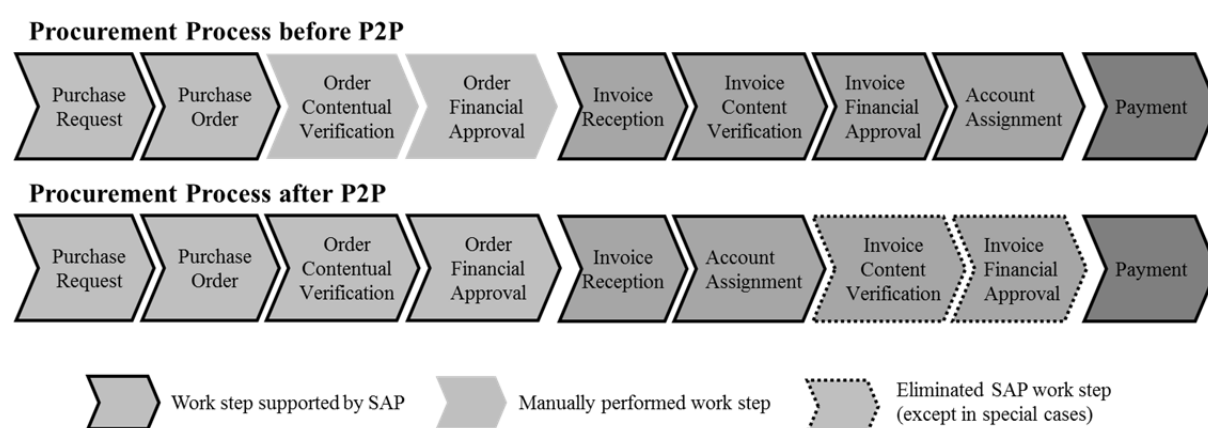 Procurement Process before P2P
Purchase
Request
Purchase
Order
Order
Contentual
Verification
Order
Financial
Approval
Invoice
Reception
Invoice
Content
Verification
Invoice
Financial
Approval
Account
Assignment
Payment
Procurement Process after P2P
Purchase
Request
Purchase
Order
Order
Contentual
Verification
Order
Financial
Approval
Invoice
Reception
Account
Assignment
Invoice
Content
Verification
Invoice
Financial
Approval
Payment
Work step supported by SAP
Manually performed work step
Eliminated SAP work step
(except in special cases)